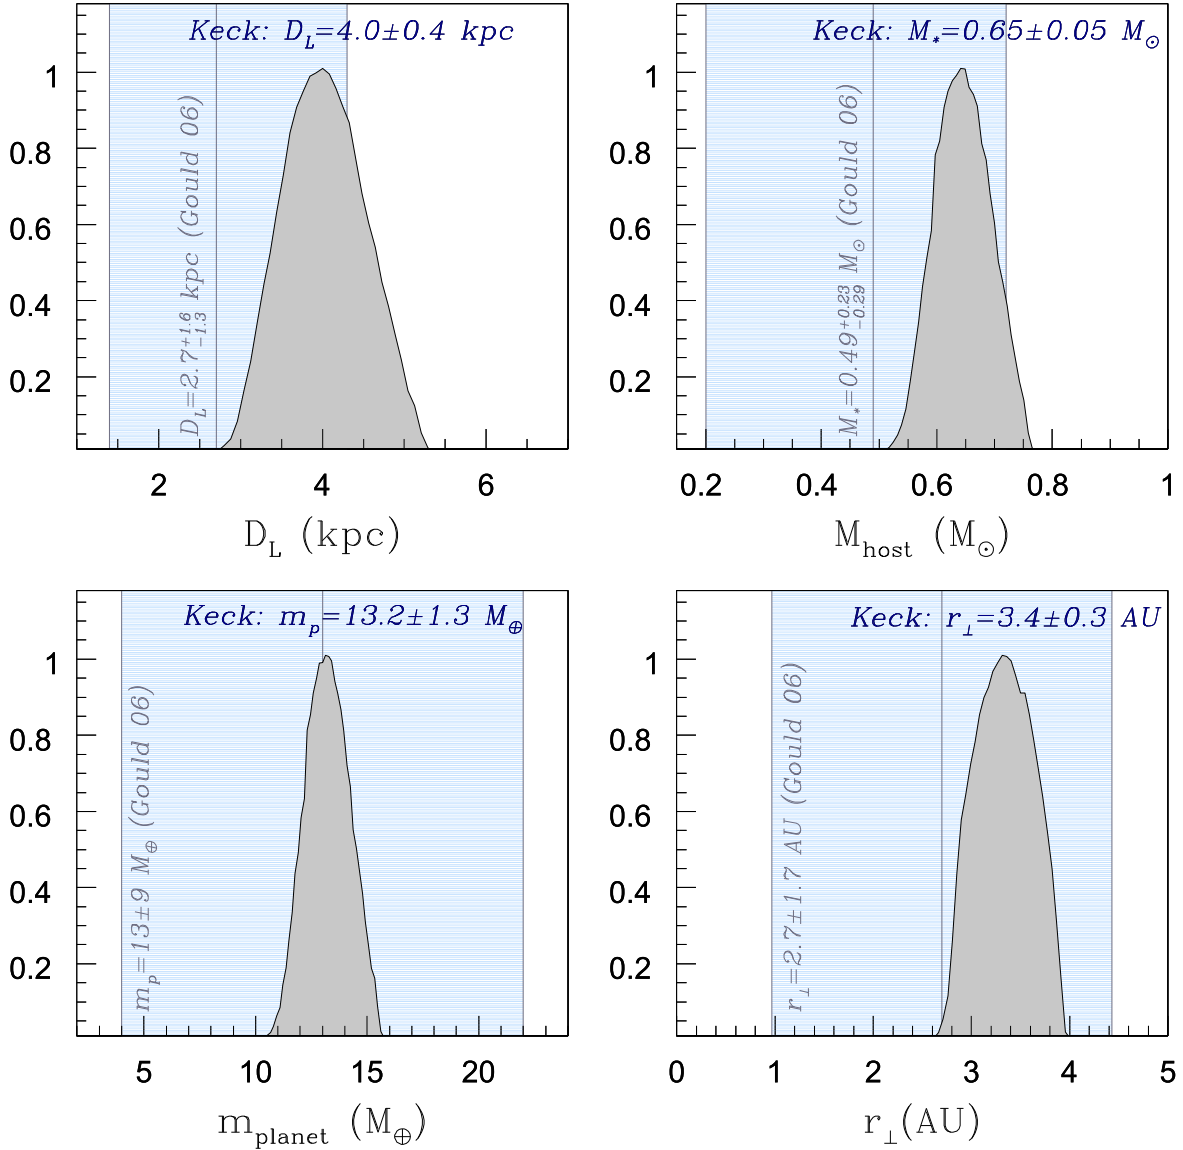 Keck: D_L=4.0±0.4 kpc
D_L=2.7+1.6−1.3 kpc (Gould 06)
1
0.8
0.6
0.4
0.2
2 4 6
D_L (kpc)
Keck: M_*=0.65±0.05 M_⊙
M_*=0.49+0.23−0.29 M_⊙ (Gould 06)
1
0.8
0.6
0.4
0.2
0.2 0.4 0.6 0.8 1
M_host (M_⊙)
Keck: m_p=13.2±1.3 M_⊕
m_p=13±9 M_⊕ (Gould 06)
1
0.8
0.6
0.4
0.2
5 10 15 20
m_planet (M_⊕)
Keck: r_⊥=3.4±0.3 AU
r_⊥=2.7±1.7 AU (Gould 06)
1
0.8
0.6
0.4
0.2
0 1 2 3 4 5
r_⊥(AU)